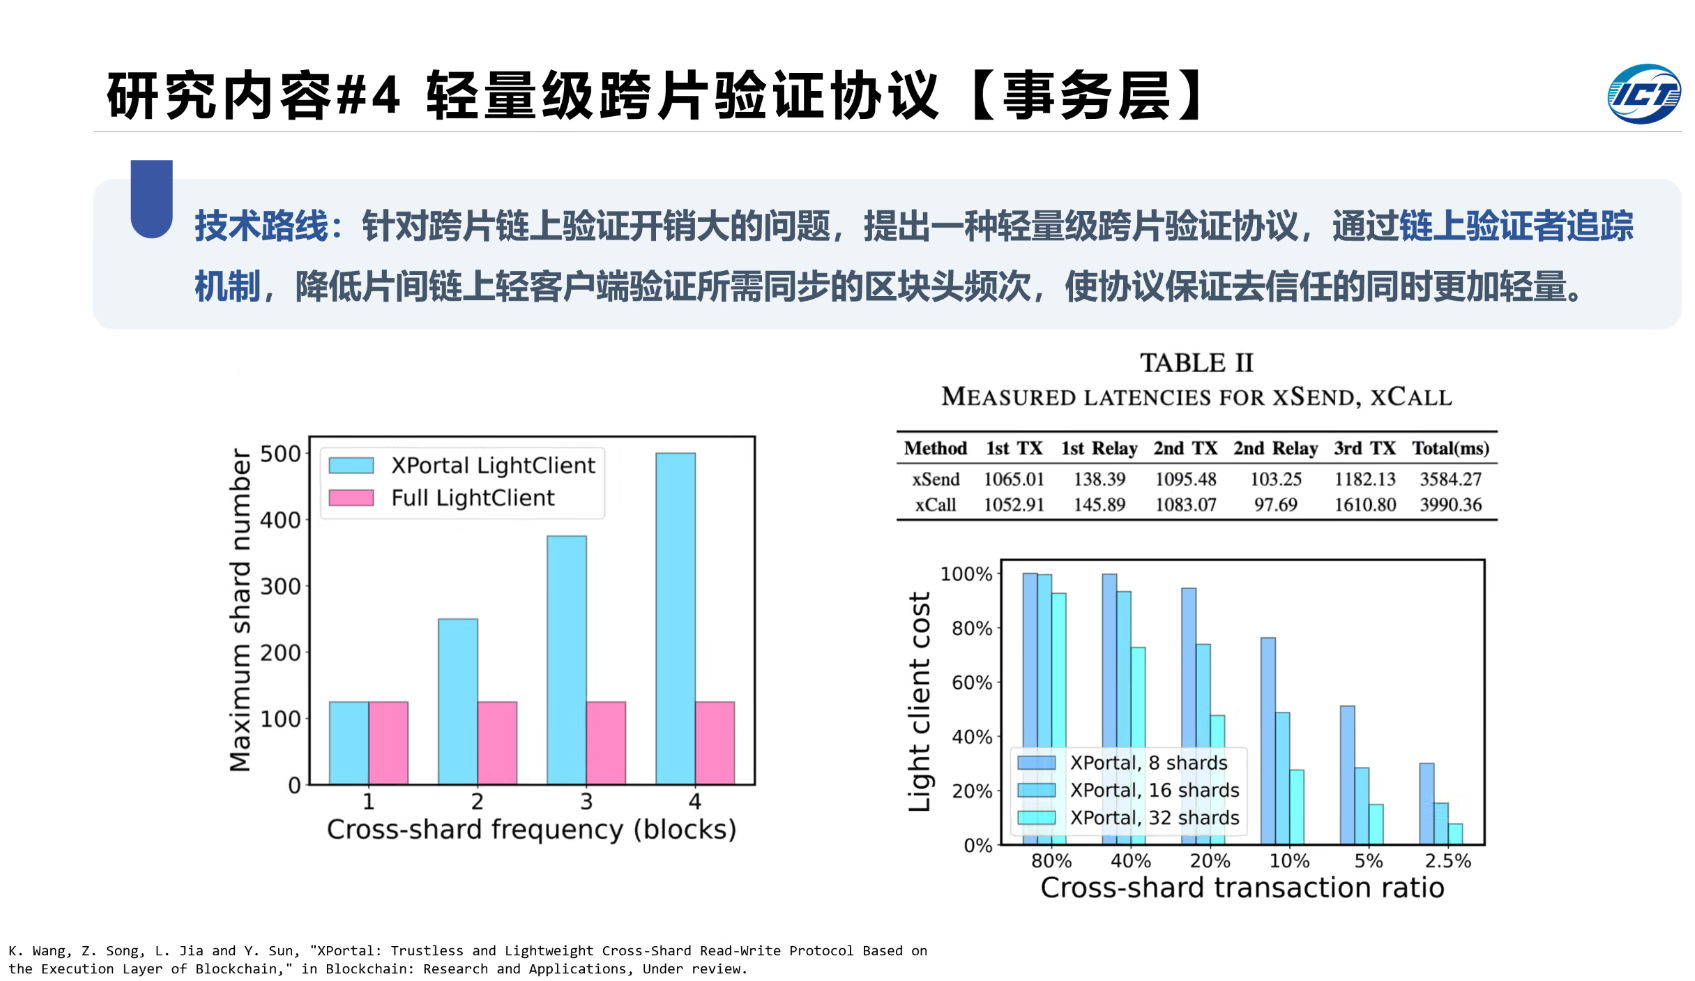 研究内容#4 轻量级跨片验证协议【事务层】
ICT
技术路线：针对跨片链上验证开销大的问题，提出一种轻量级跨片验证协议，通过链上验证者追踪
机制，降低片间链上轻客户端验证所需同步的区块头频次，使协议保证去信任的同时更加轻量。
Maximum shard number
500
400
300
200
100
0
XPortal LightClient
Full LightClient
1 2 3 4
Cross-shard frequency (blocks)
TABLE II
MEASURED LATENCIES FOR XSEND, XCALL
Method 1st TX 1st Relay 2nd TX 2nd Relay 3rd TX Total(ms)
xSend 1065.01 138.39 1095.48 103.25 1182.13 3584.27
xCall 1052.91 145.89 1083.07 97.69 1610.80 3990.36
Light client cost
100%
80%
60%
40%
20%
0%
XPortal, 8 shards
XPortal, 16 shards
XPortal, 32 shards
80% 40% 20% 10% 5% 2.5%
Cross-shard transaction ratio
K. Wang, Z. Song, L. Jia and Y. Sun, "XPortal: Trustless and Lightweight Cross-Shard Read-Write Protocol Based on
the Execution Layer of Blockchain," in Blockchain: Research and Applications, Under review.